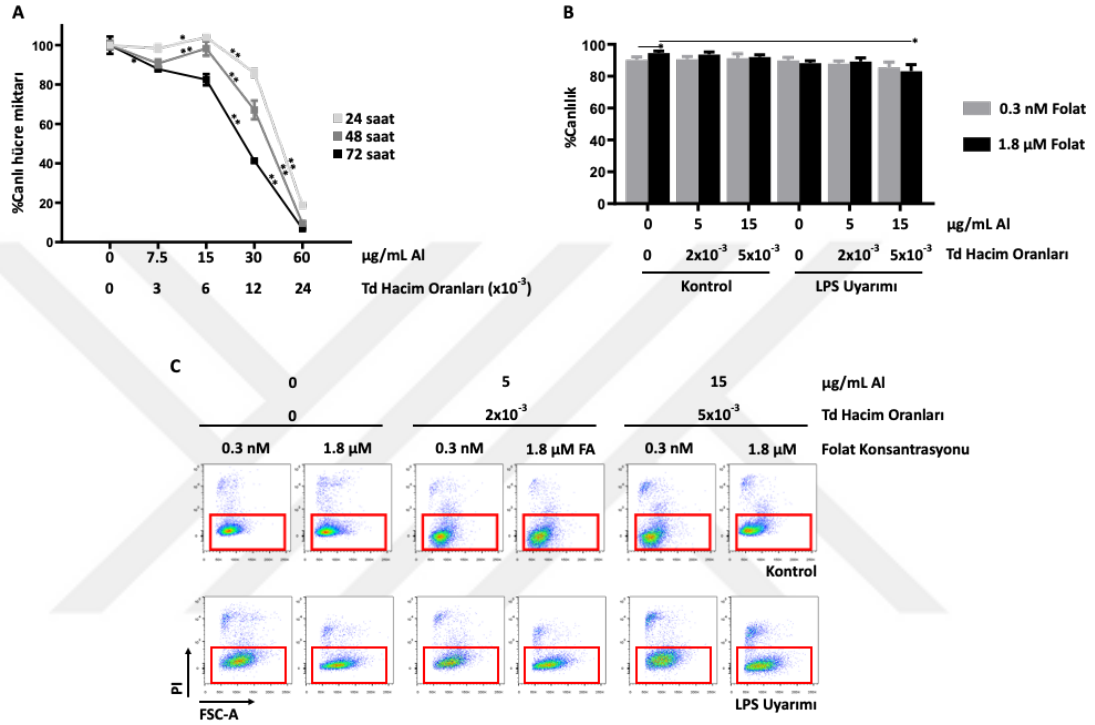 A
%Canlı hücre miktarı
100
80
60
40
20
0
* * ** ** ** ** ** ** ** **
24 saat
48 saat
72 saat
0 7.5 15 30 60 µg/mL Al
0 3 6 12 24 Td Hacim Oranları (x10⁻³)
B
%Canlılık
100
80
60
40
20
0
* *
0.3 nM Folat
1.8 µM Folat
0 5 15 0 5 15 µg/mL Al
0 2x10⁻³ 5x10⁻³ 0 2x10⁻³ 5x10⁻³ Td Hacim Oranları
Kontrol LPS Uyarımı
C
0 5 15 µg/mL Al
0 2x10⁻³ 5x10⁻³ Td Hacim Oranları
0.3 nM 1.8 µM 0.3 nM 1.8 µM FA 0.3 nM 1.8 µM Folat Konsantrasyonu
Kontrol
PI
FSC-A
LPS Uyarımı